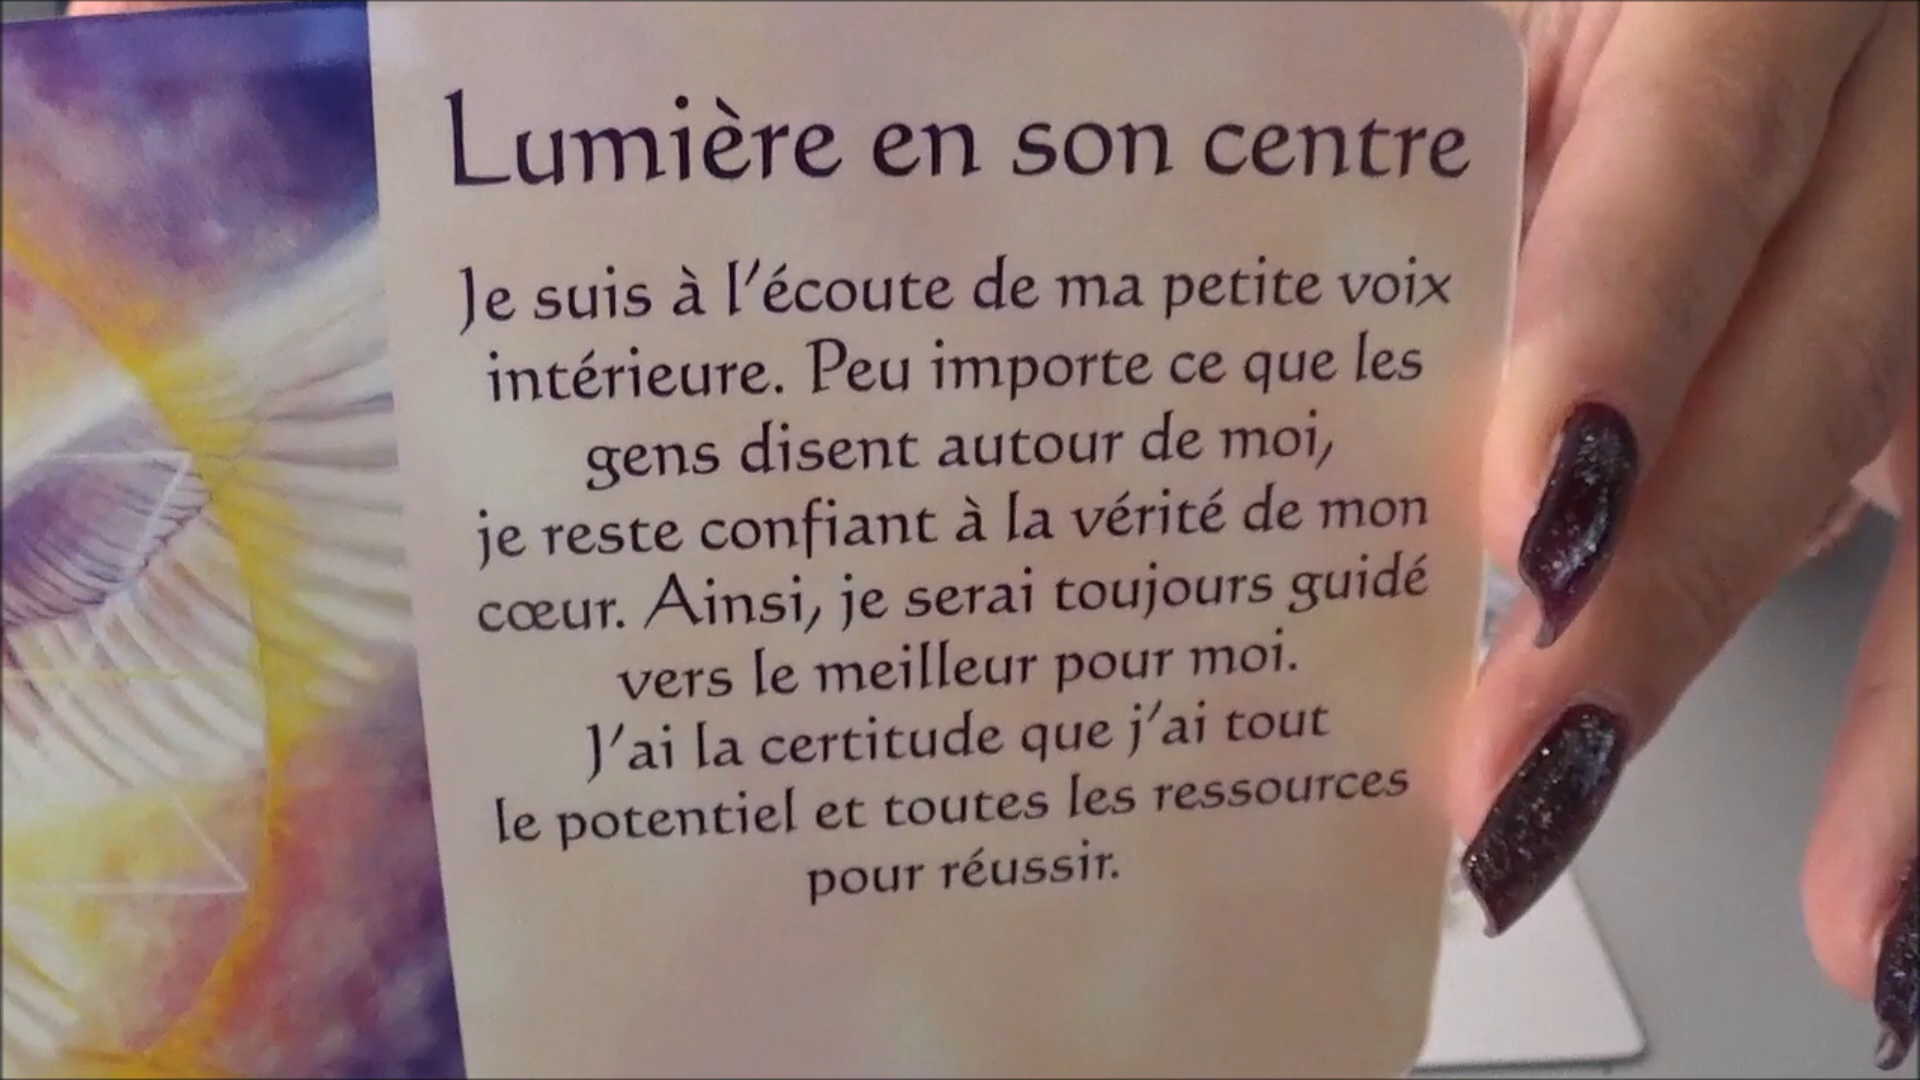 Lumière en son centre
Je suis à l'écoute de ma petite voix
intérieure. Peu importe ce que les
gens disent autour de moi,
je reste confiant à la vérité de mon
cœur. Ainsi, je serai toujours guidé
vers le meilleur pour moi.
J'ai la certitude que j'ai tout
le potentiel et toutes les ressources
pour réussir.